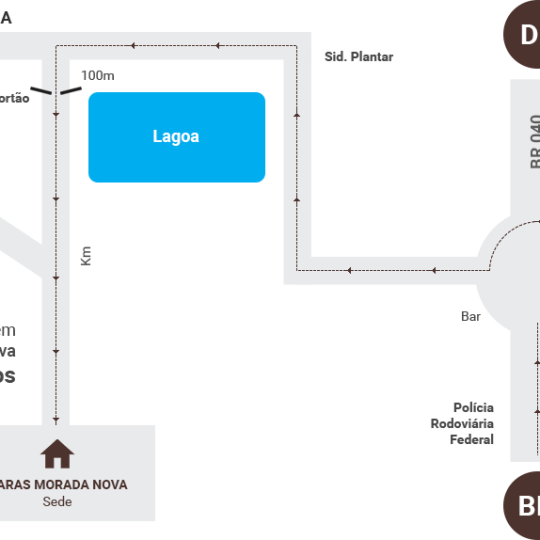 A
Sid. Plantar
100m
ortão
Lagoa
BR 040
Km
Bar
em
va
os
Polícia
Rodoviária
Federal
ARAS MORADA NOVA
Sede
D
B